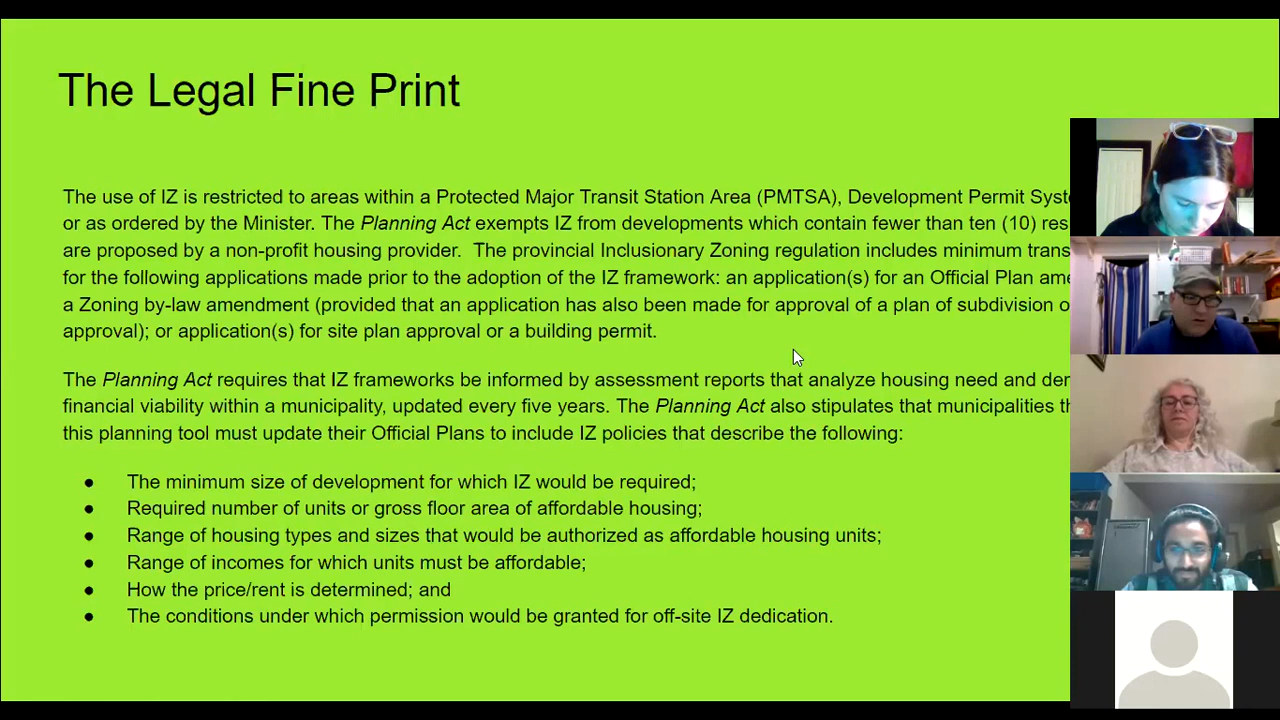 The Legal Fine Print
The use of IZ is restricted to areas within a Protected Major Transit Station Area (PMTSA), Development Permit
or as ordered by the Minister. The Planning Act exempts IZ from developments which contain fewer than ten (10)
are proposed by a non-profit housing provider. The provincial Inclusionary Zoning regulation includes minimum
for the following applications made prior to the adoption of the IZ framework: an application(s) for an Official Plan
a Zoning by-law amendment (provided that an application has also been made for approval of a plan of subdivision
approval); or application(s) for site plan approval or a building permit.
The Planning Act requires that IZ frameworks be informed by assessment reports that analyze housing need and
financial viability within a municipality, updated every five years. The Planning Act also stipulates that municipalities
this planning tool must update their Official Plans to include IZ policies that describe the following:
● The minimum size of development for which IZ would be required;
● Required number of units or gross floor area of affordable housing;
● Range of housing types and sizes that would be authorized as affordable housing units;
● Range of incomes for which units must be affordable;
● How the price/rent is determined; and
● The conditions under which permission would be granted for off-site IZ dedication.